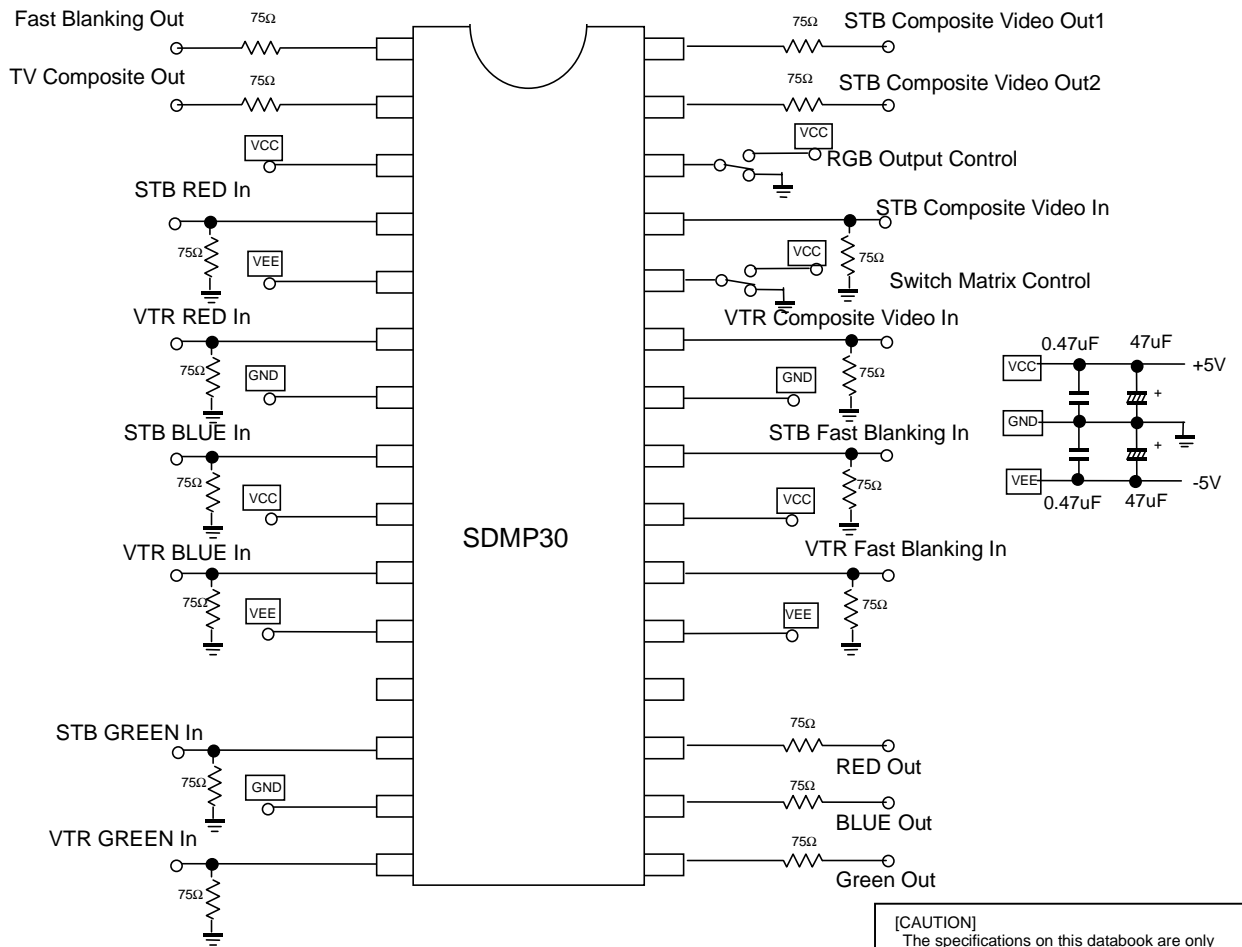 Fast Blanking Out
75Ω
75Ω
STB Composite Video Out1
TV Composite Out
75Ω
75Ω
STB Composite Video Out2
VCC
VCC
RGB Output Control
STB RED In
75Ω
STB Composite Video In
75Ω
VEE
VCC
Switch Matrix Control
VTR RED In
75Ω
VTR Composite Video In
75Ω
GND
GND
STB BLUE In
75Ω
STB Fast Blanking In
75Ω
VCC
VCC
SDMP30
VTR BLUE In
75Ω
VTR Fast Blanking In
75Ω
VEE
VEE
STB GREEN In
75Ω
75Ω
RED Out
GND
75Ω
BLUE Out
VTR GREEN In
75Ω
75Ω
Green Out
0.47uF
47uF
VCC
+5V
+
GND
+
VEE
-5V
0.47uF
47uF
[CAUTION]
The specifications on this databook are only